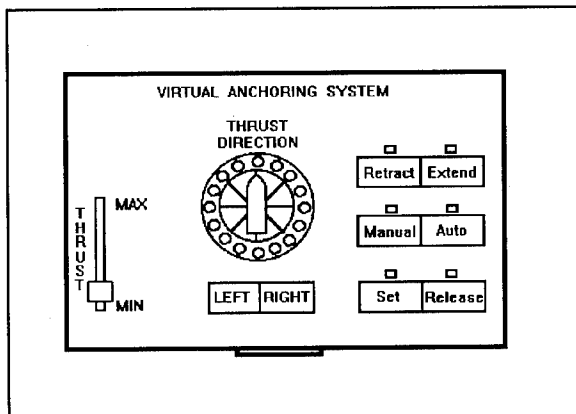 VIRTUAL ANCHORING SYSTEM
THRUST
DIRECTION
Retract Extend
MAX
THRUST
Manual Auto
MIN
LEFT RIGHT
Set Release